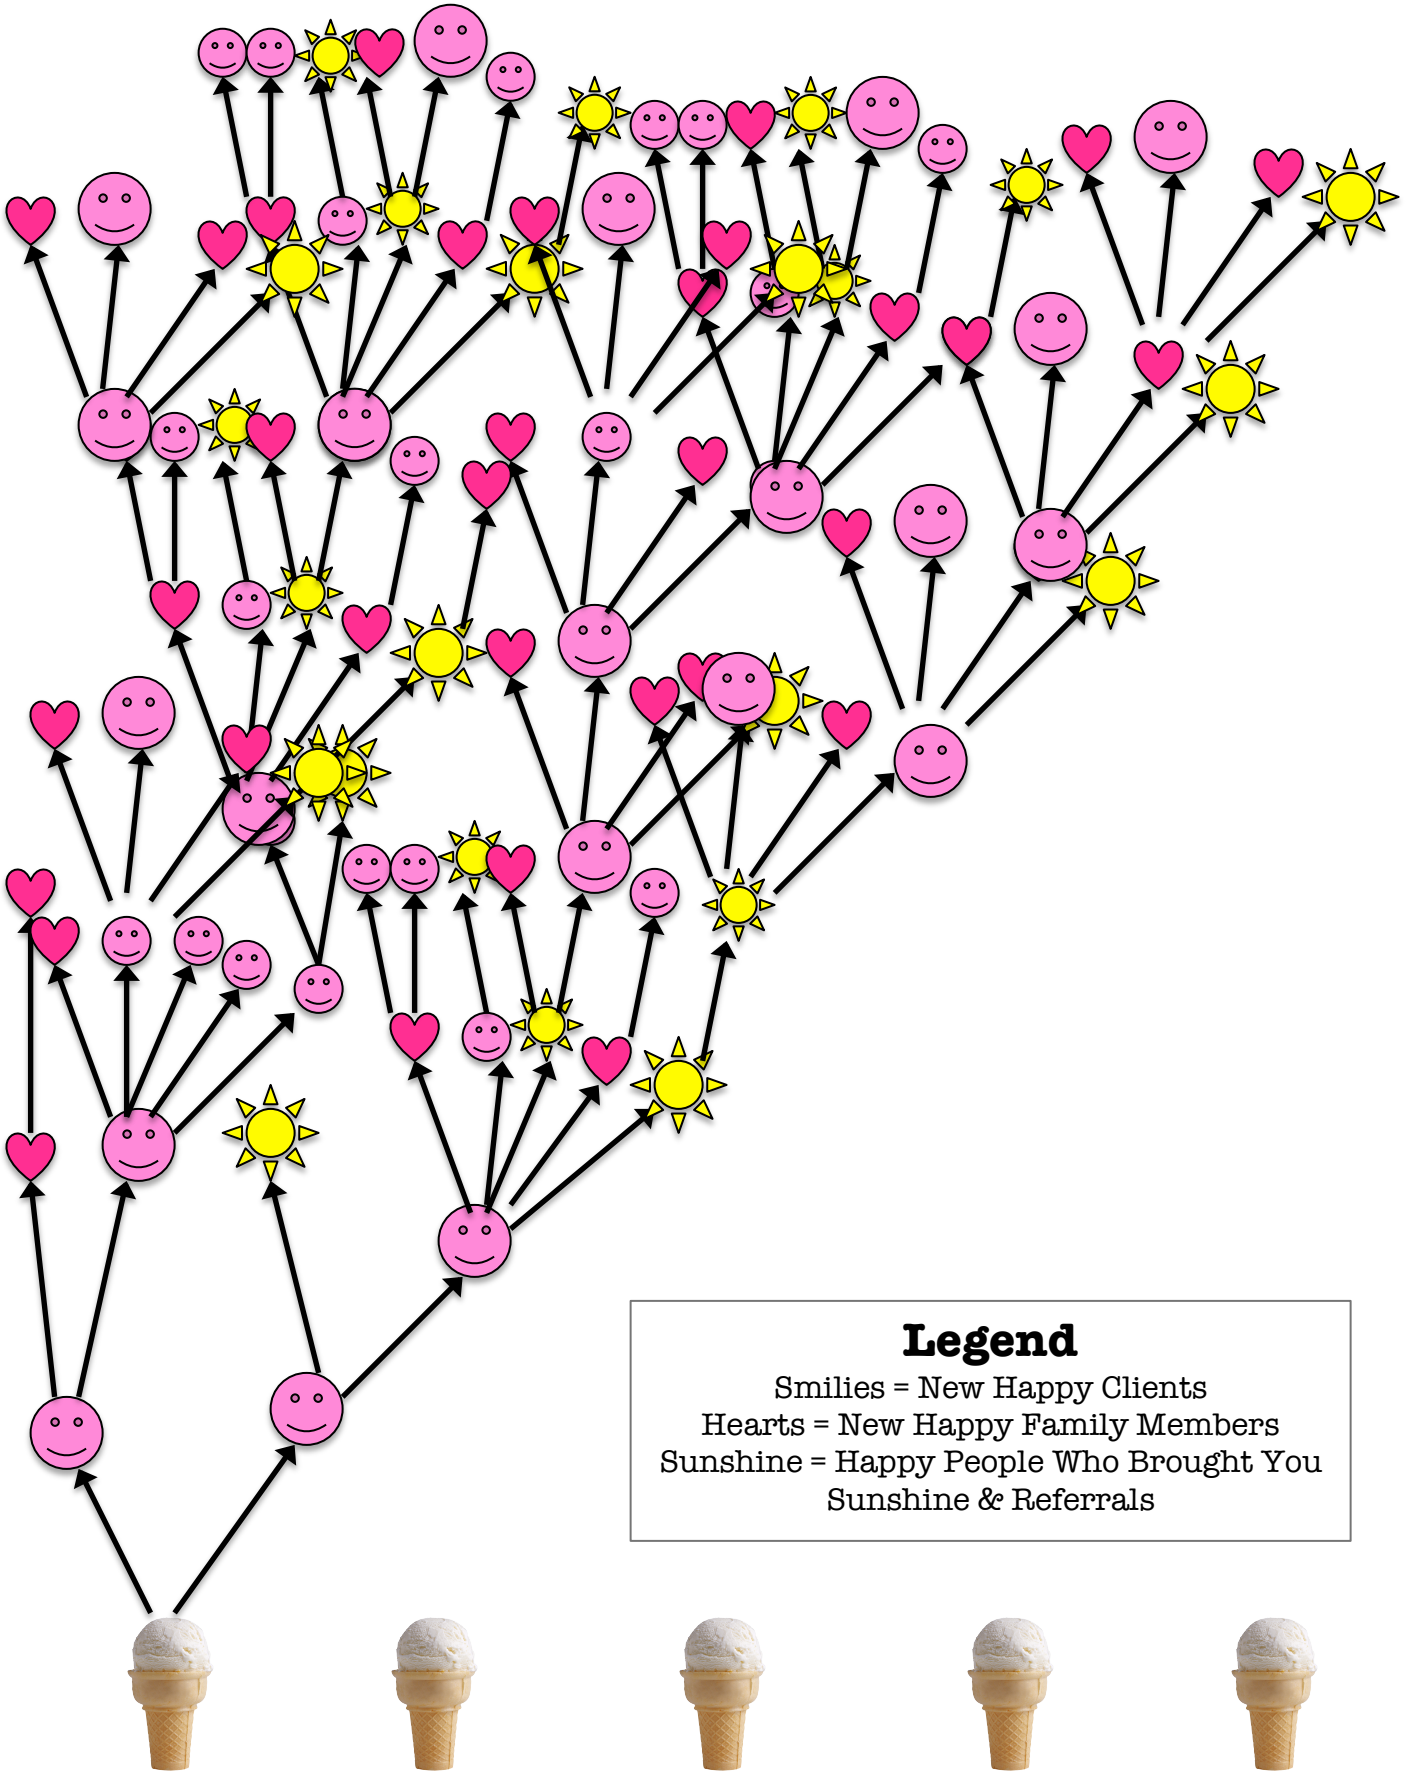 Legend
Smilies = New Happy Clients
Hearts = New Happy Family Members
Sunshine = Happy People Who Brought You
Sunshine & Referrals